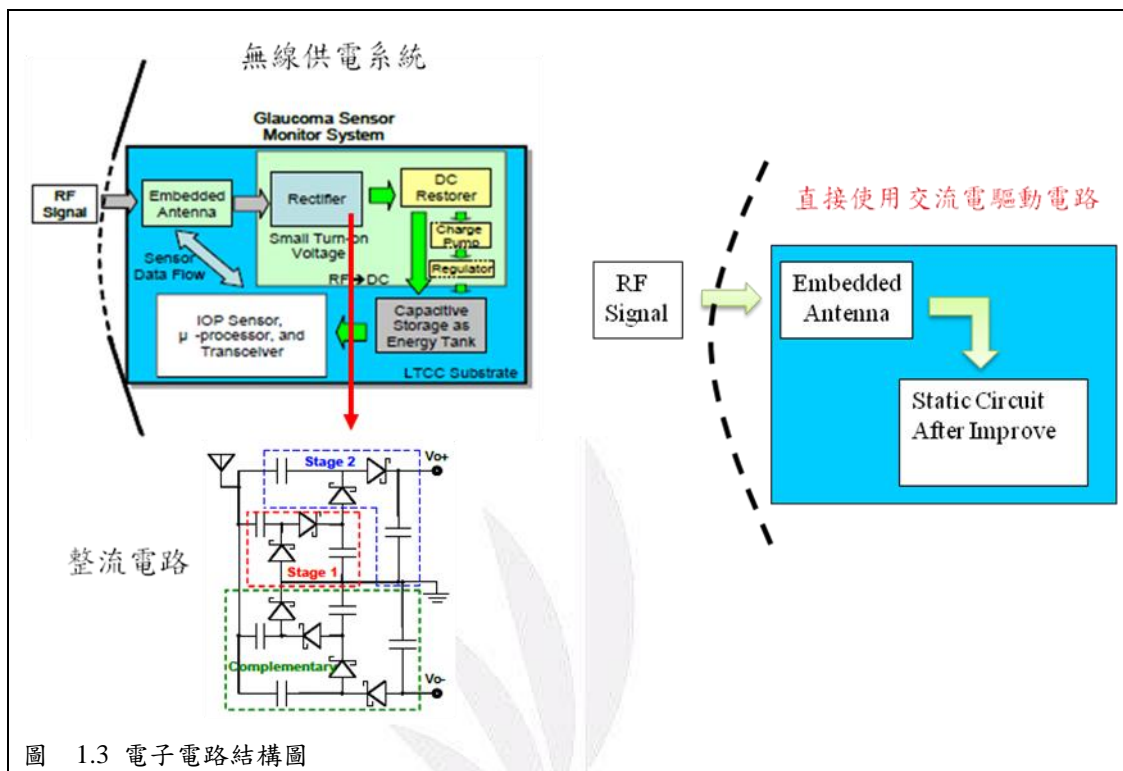 無線供電系統
Glaucoma Sensor
Monitor System
RF
Signal
Embedded
Antenna
Rectifier
DC
Restorer
Small Turn-on
Voltage
Charge
Pump
Regulator
RF→DC
Sensor
Data Flow
IOP Sensor,
μ -processor, and
Transceiver
Capacitive
Storage as
Energy Tank
LTCC Substrate
整流電路
Stage 2
Vo+
Stage 1
Complementary
Vo-
直接使用交流電驅動電路
RF
Signal
Embedded
Antenna
Static Circuit
After Improve
圖 1.3 電子電路結構圖